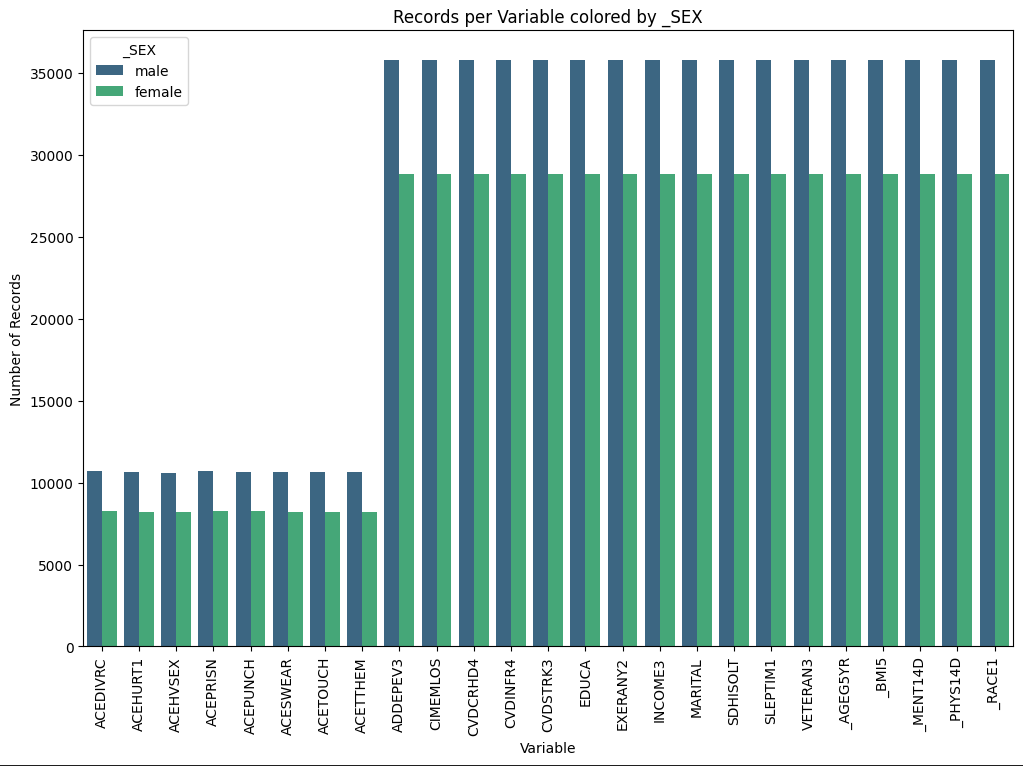 Records per Variable colored by _SEX
_SEX
male
female
35000
30000
25000
20000
15000
10000
5000
0
Number of Records
ACEDIVRC
ACEHURT1
ACEHVSEX
ACEPRISN
ACEPUNCH
ACESWEAR
ACETOUCH
ACETTHEM
ADDEPEV3
CIMEMLOS
CVDCRHD4
CVDINFR4
CVDSTRK3
EDUCA
EXERANY2
INCOME3
MARITAL
SDHISOLT
SLEPTIM1
VETERAN3
_AGEG5YR
_BMI5
_MENT14D
_PHYS14D
_RACE1
Variable